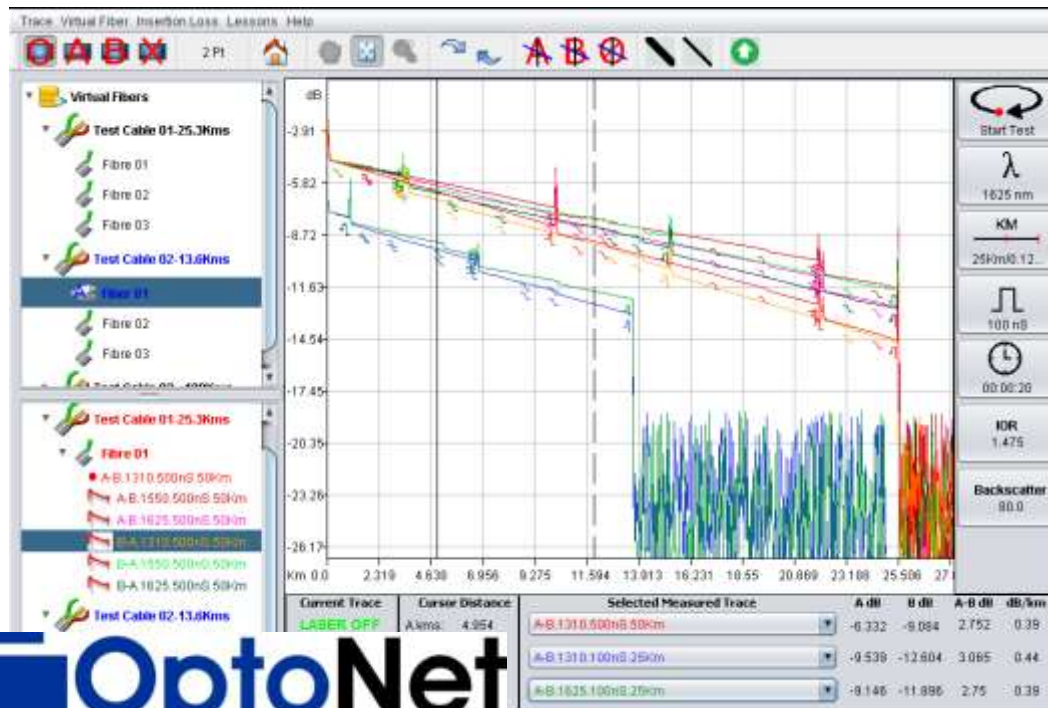 Trace Virtual Fiber Insertion Loss Lessons Help
2 Pt
Virtual Fibers
Test Cable 01-25.3Kms
Fibre 01
Fibre 02
Fibre 03
Test Cable 02-13.6Kms
Fiber 01
Fibre 02
Fibre 03
Test Cable 01-25.3Kms
Fibre 01
A-B.1310.500nS.50Km
A-B.1550.500nS.50Km
A-B.1625.500nS.50Km
B-A.1310.500nS.50Km
B-A.1550.500nS.50Km
B-A.1625.500nS.50Km
Test Cable 02-13.6Kms
dB
-2.91
-5.82
-8.72
-11.63
-14.54
-17.45
-20.35
-23.26
-26.17
Km 0.0 2.319 4.638 6.956 9.275 11.594 13.913 16.231 18.55 20.869 23.188 25.506
Start Test
λ
1625 nm
KM
25Km/0.12...
100 nS
00:00:20
IOR
1.475
Backscatter
80.0
Current Trace Cursor Distance Selected Measured Trace A dB B dB A-B dB dB/km
LASER OFF A kms: 4.954 A-B.1310.500nS.50Km -6.332 -9.084 2.752 0.39
A-B.1310.100nS.25Km -9.539 -12.604 3.065 0.44
A-B.1625.100nS.25Km -9.146 -11.896 2.75 0.39
OptoNet